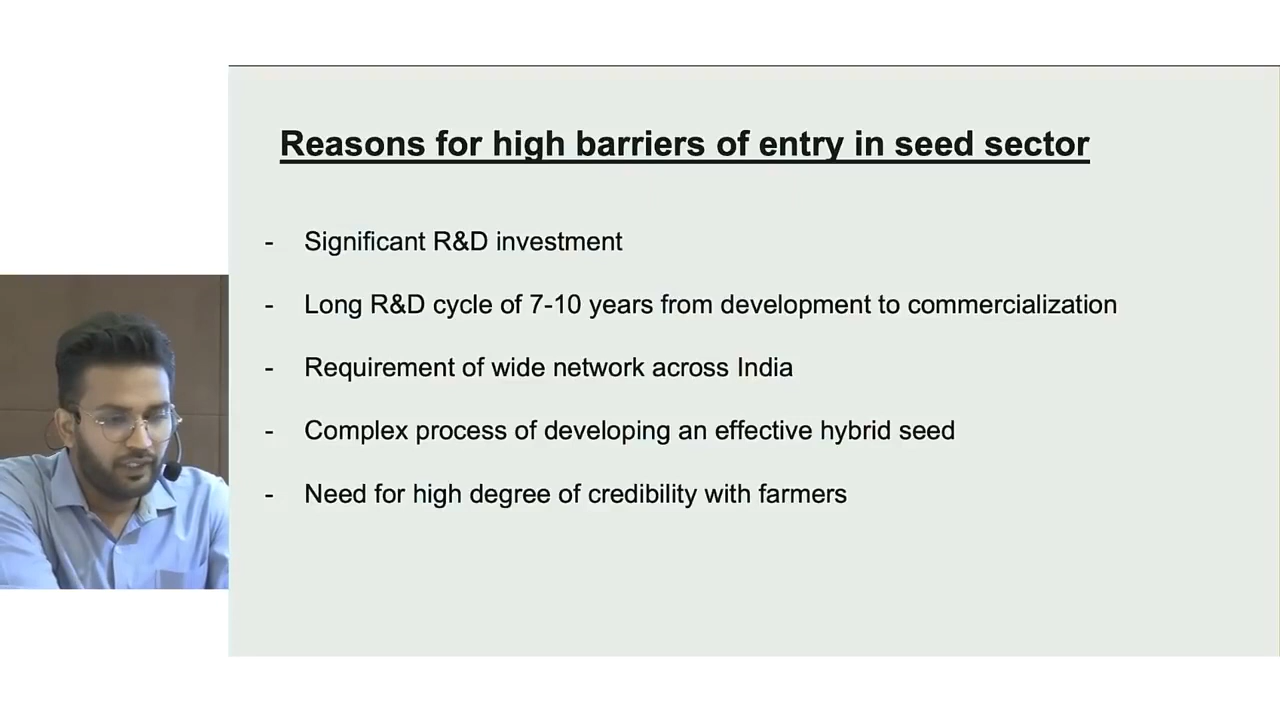 Reasons for high barriers of entry in seed sector
- Significant R&D investment
- Long R&D cycle of 7-10 years from development to commercialization
- Requirement of wide network across India
- Complex process of developing an effective hybrid seed
- Need for high degree of credibility with farmers